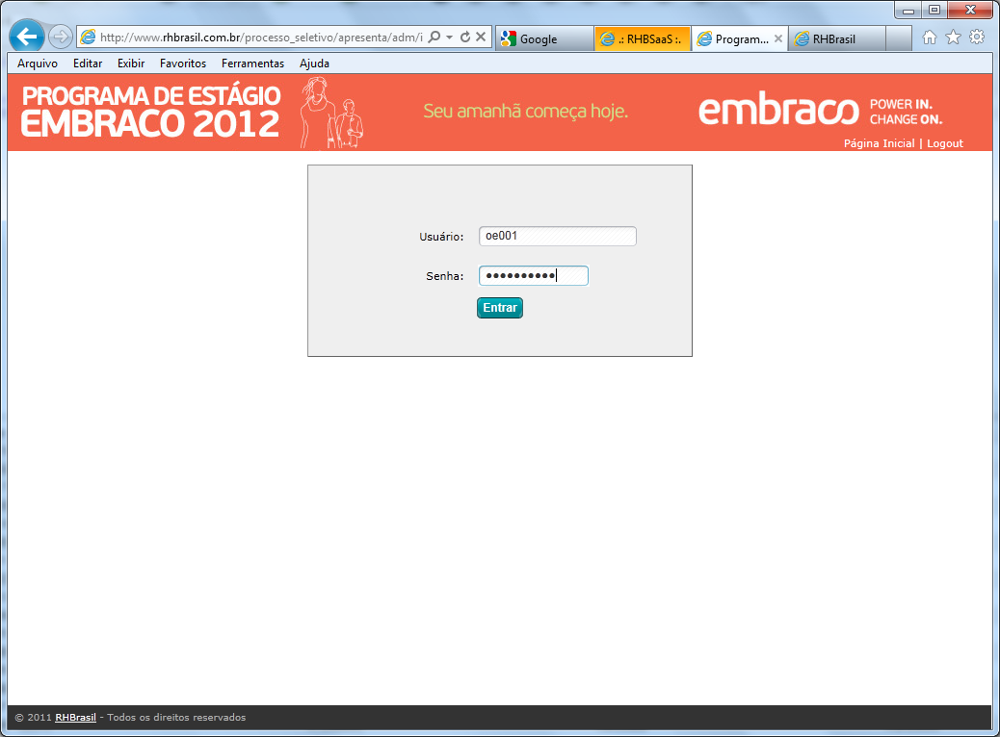 http://www.rhbrasil.com.br/processo_seletivo/apresenta/adm/i
Google
.: RHBSaaS :.
Program...
RHBrasil
Arquivo Editar Exibir Favoritos Ferramentas Ajuda
PROGRAMA DE ESTÁGIO
EMBRACO 2012
Seu amanhã começa hoje.
embraco
POWER IN.
CHANGE ON.
Página Inicial | Logout
Usuário: oe001
Senha: ●●●●●●●●●●
Entrar
© 2011 RHBrasil - Todos os direitos reservados